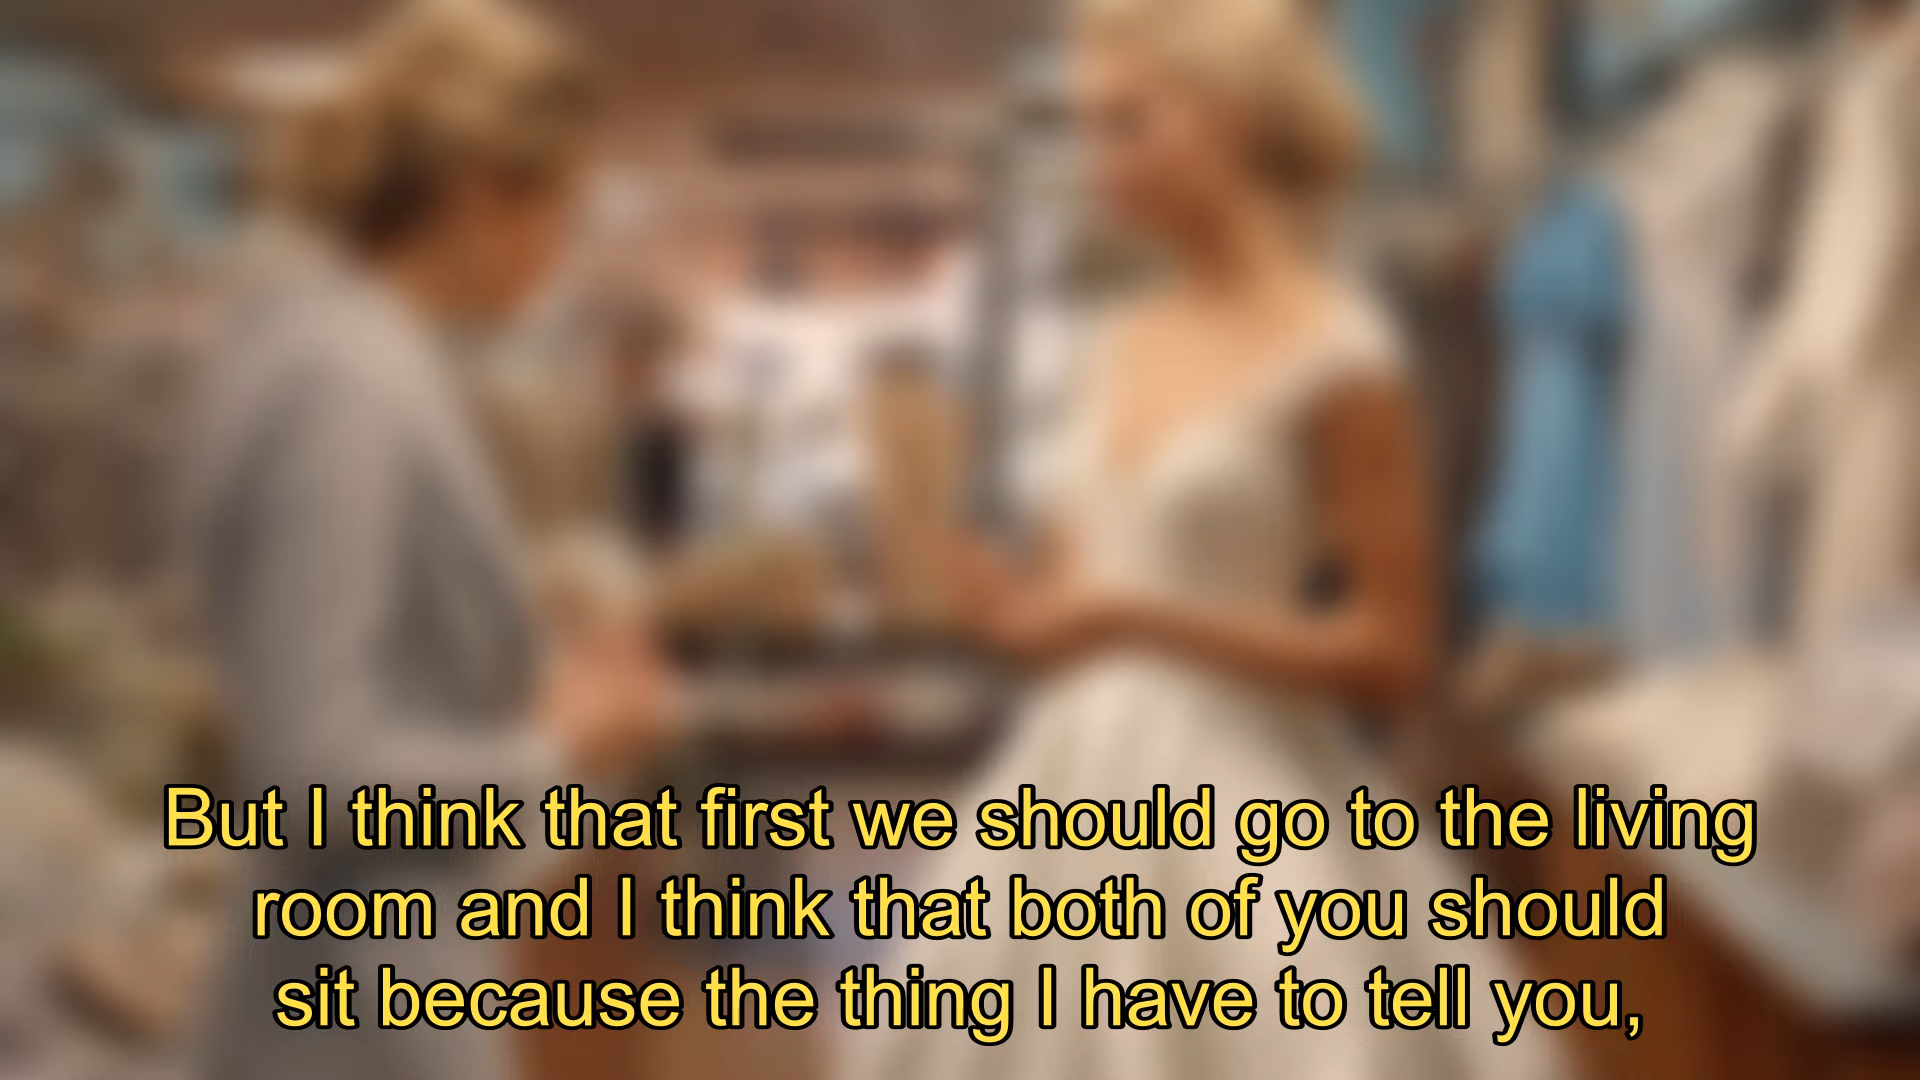 But I think that first we should go to the living
room and I think that both of you should
sit because the thing I have to tell you,